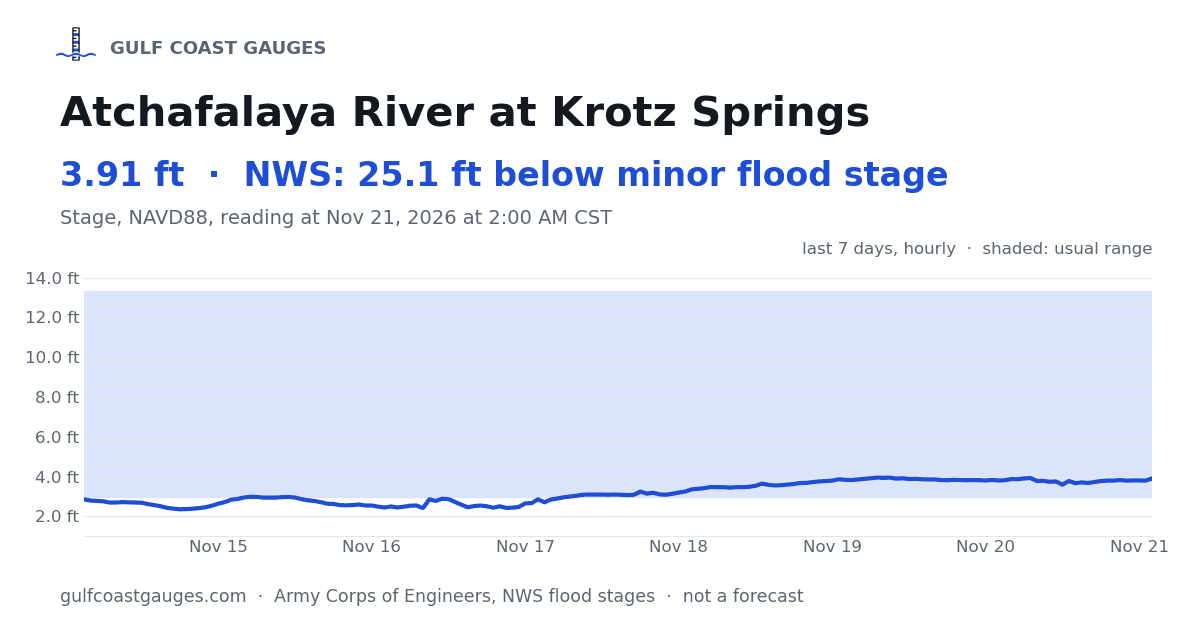 GULF COAST GAUGES
Atchafalaya River at Krotz Springs
3.91 ft · NWS: 25.1 ft below minor flood stage
Stage, NAVD88, reading at Nov 21, 2026 at 2:00 AM CST
last 7 days, hourly · shaded: usual range
14.0 ft
12.0 ft
10.0 ft
8.0 ft
6.0 ft
4.0 ft
2.0 ft
Nov 15 Nov 16 Nov 17 Nov 18 Nov 19 Nov 20 Nov 21
gulfcoastgauges.com · Army Corps of Engineers, NWS flood stages · not a forecast